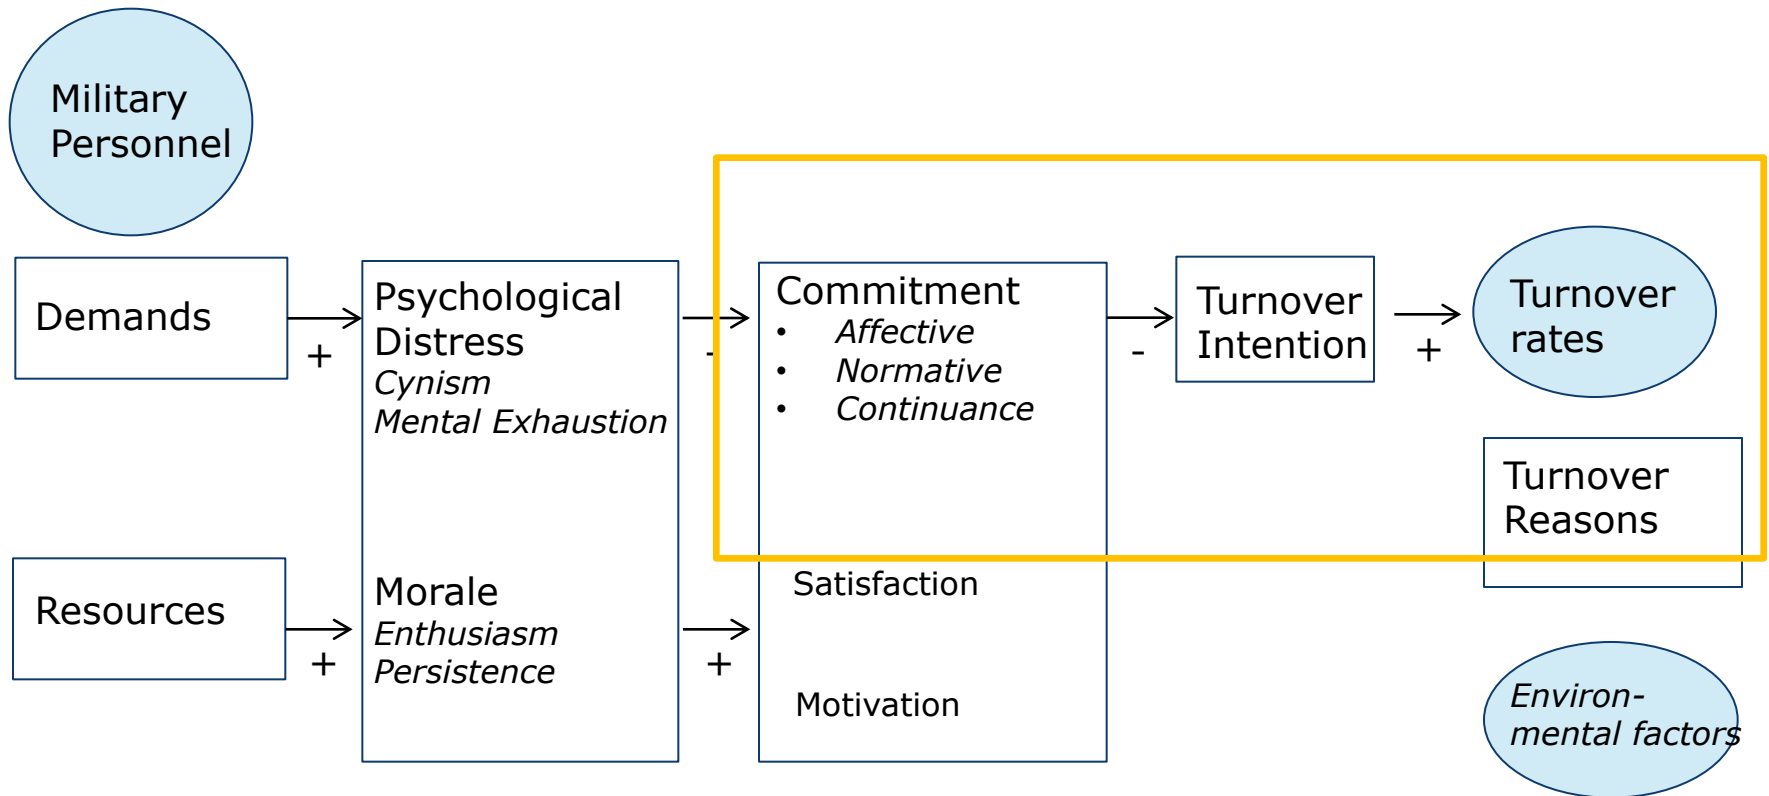 Military
Personnel
Demands
+
Psychological
Distress
Cynism
Mental Exhaustion
-
Commitment
• Affective
• Normative
• Continuance
-
Turnover
Intention
+
Turnover
rates
Turnover
Reasons
Resources
+
Morale
Enthusiasm
Persistence
+
Satisfaction
Motivation
Environ-
mental factors